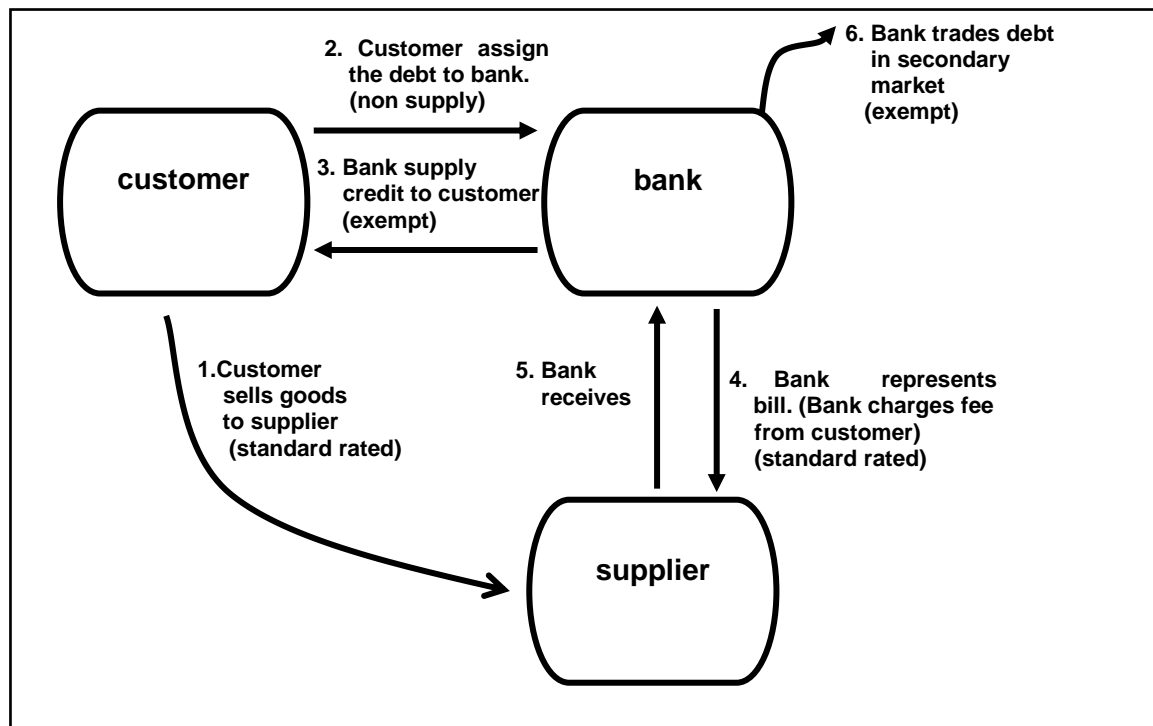 2. Customer assign
the debt to bank.
(non supply)
6. Bank trades debt
in secondary
market
(exempt)
customer
3. Bank supply
credit to customer
(exempt)
bank
1.Customer
sells goods
to supplier
(standard rated)
5. Bank
receives
4. Bank represents
bill. (Bank charges fee
from customer)
(standard rated)
supplier